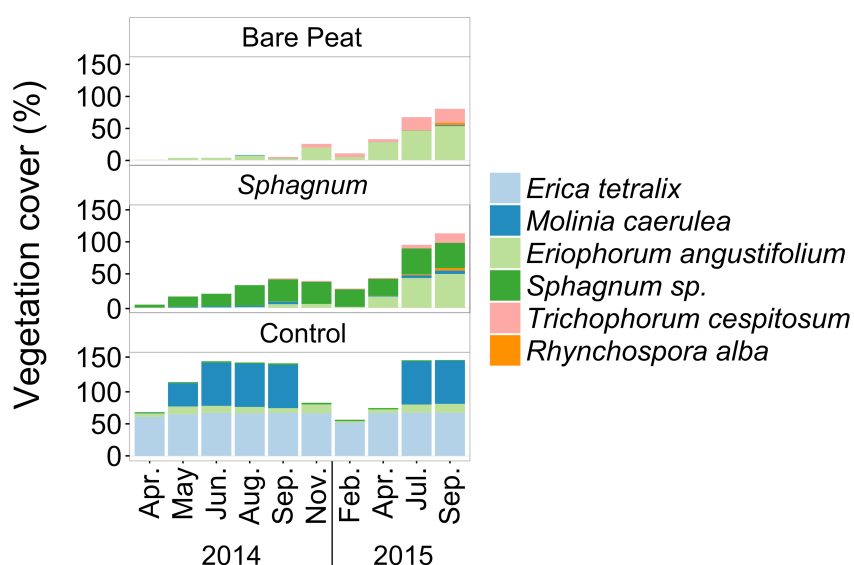 Vegetation cover (%)
Bare Peat
150
100
50
0
Sphagnum
150
100
50
0
Control
150
100
50
0
Apr. May Jun. Aug. Sep. Nov. Feb. Apr. Jul. Sep.
2014 2015
Erica tetralix
Molinia caerulea
Eriophorum angustifolium
Sphagnum sp.
Trichophorum cespitosum
Rhynchospora alba